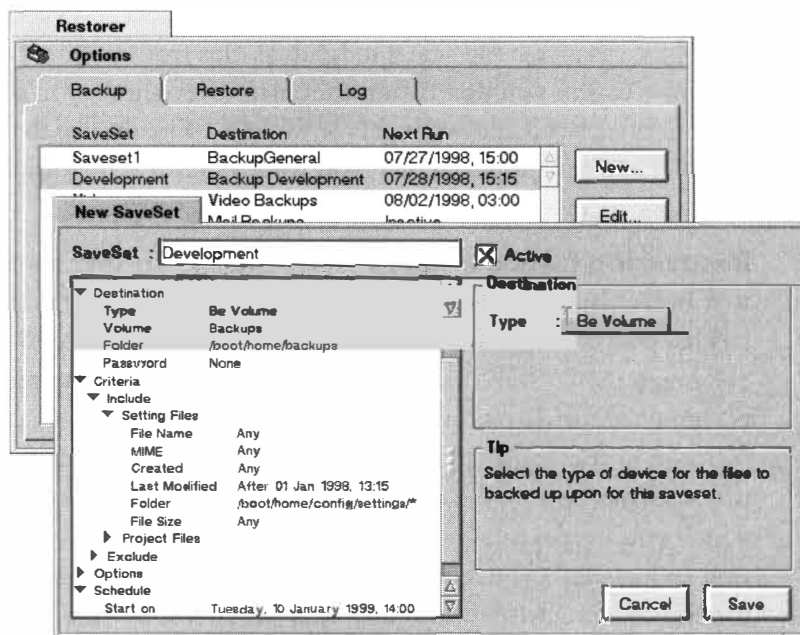 Restorer
Options
Backup Restore Log
SaveSet Destination Next Run
Saveset1 BackupGeneral 07/27/1998, 15:00
New...
Development Backup Development 07/28/1998, 15:15
Video Backups 08/02/1998, 03:00
Mail Backups Inactive
Edit...
New SaveSet
SaveSet : Development
Active
Destination
Type Be Volume
Volume Backups
Folder /boot/home/backups
Password None
Criteria
Include
Setting Files
File Name Any
MIME Any
Created Any
Last Modified After 01 Jan 1998, 13:15
Folder /boot/home/config/settings/*
File Size Any
Project Files
Exclude
Options
Schedule
Start on Tuesday, 10 January 1999, 14:00
Destination
Type : Be Volume
Tip
Select the type of device for the files to
backed up upon for this saveset.
Cancel Save